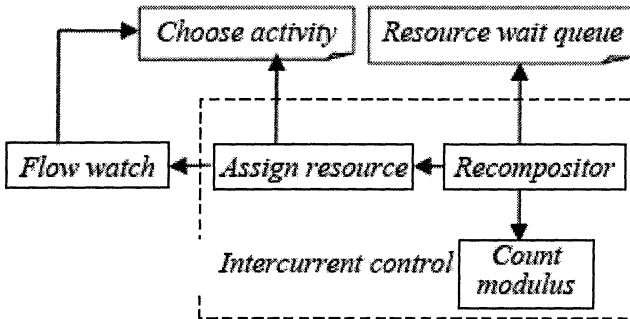 Choose activity
Resource wait queue
Flow watch
Assign resource
Recompositor
Intercurrent control
Count
modulus